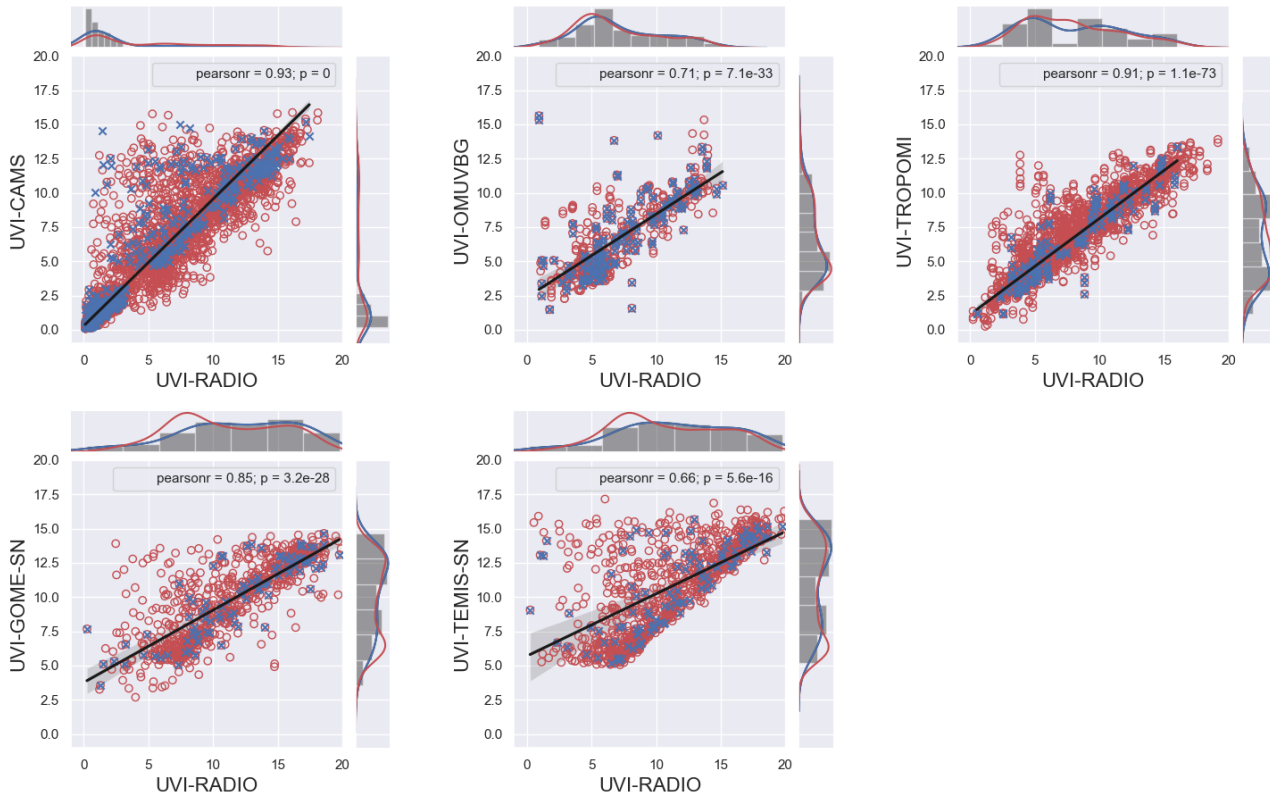 pearsonr = 0.93; p = 0
UVI-CAMS
20.0
17.5
15.0
12.5
10.0
7.5
5.0
2.5
0.0
0 5 10 15 20
UVI-RADIO
pearsonr = 0.71; p = 7.1e-33
UVI-OMUVBG
20.0
17.5
15.0
12.5
10.0
7.5
5.0
2.5
0.0
0 5 10 15 20
UVI-RADIO
pearsonr = 0.91; p = 1.1e-73
UVI-TROPOMI
20.0
17.5
15.0
12.5
10.0
7.5
5.0
2.5
0.0
0 5 10 15 20
UVI-RADIO
pearsonr = 0.85; p = 3.2e-28
UVI-GOME-SN
20.0
17.5
15.0
12.5
10.0
7.5
5.0
2.5
0.0
0 5 10 15 20
UVI-RADIO
pearsonr = 0.66; p = 5.6e-16
UVI-TEMIS-SN
20.0
17.5
15.0
12.5
10.0
7.5
5.0
2.5
0.0
0 5 10 15 20
UVI-RADIO